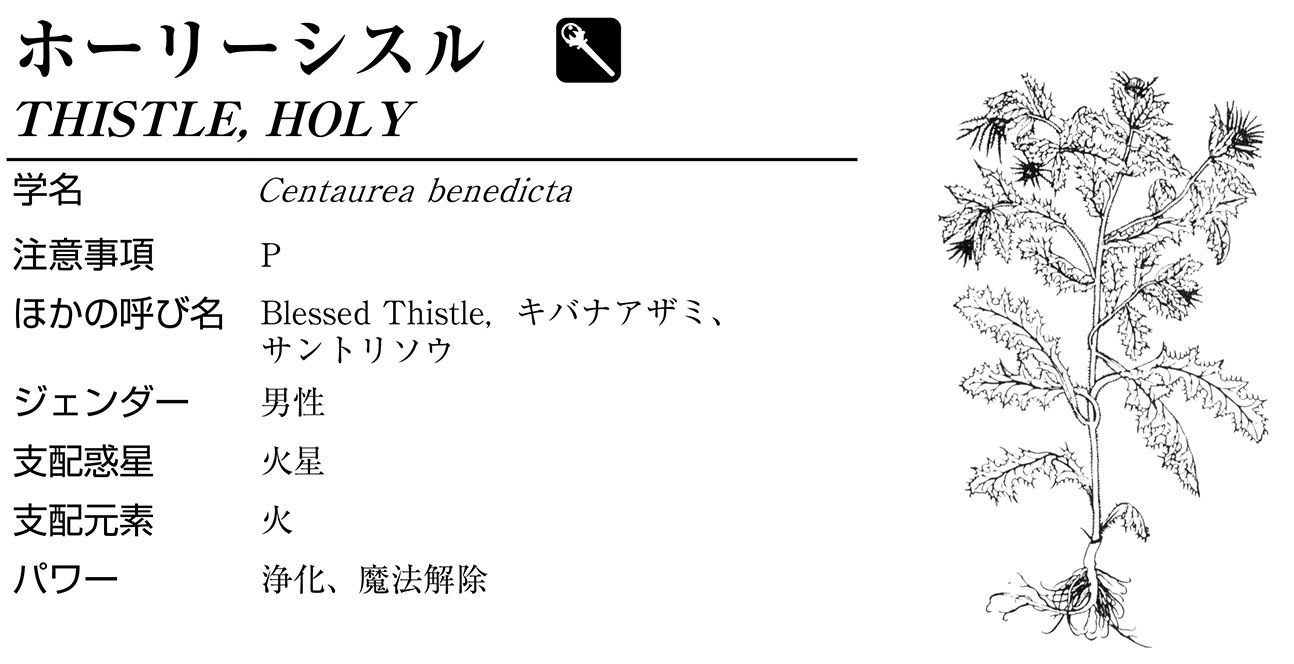 ホーリーシスル
THISTLE, HOLY
学名 Centaurea benedicta
注意事項 P
ほかの呼び名 Blessed Thistle, キバナアザミ、
サントリソウ
ジェンダー 男性
支配惑星 火星
支配元素 火
パワー 浄化、魔法解除